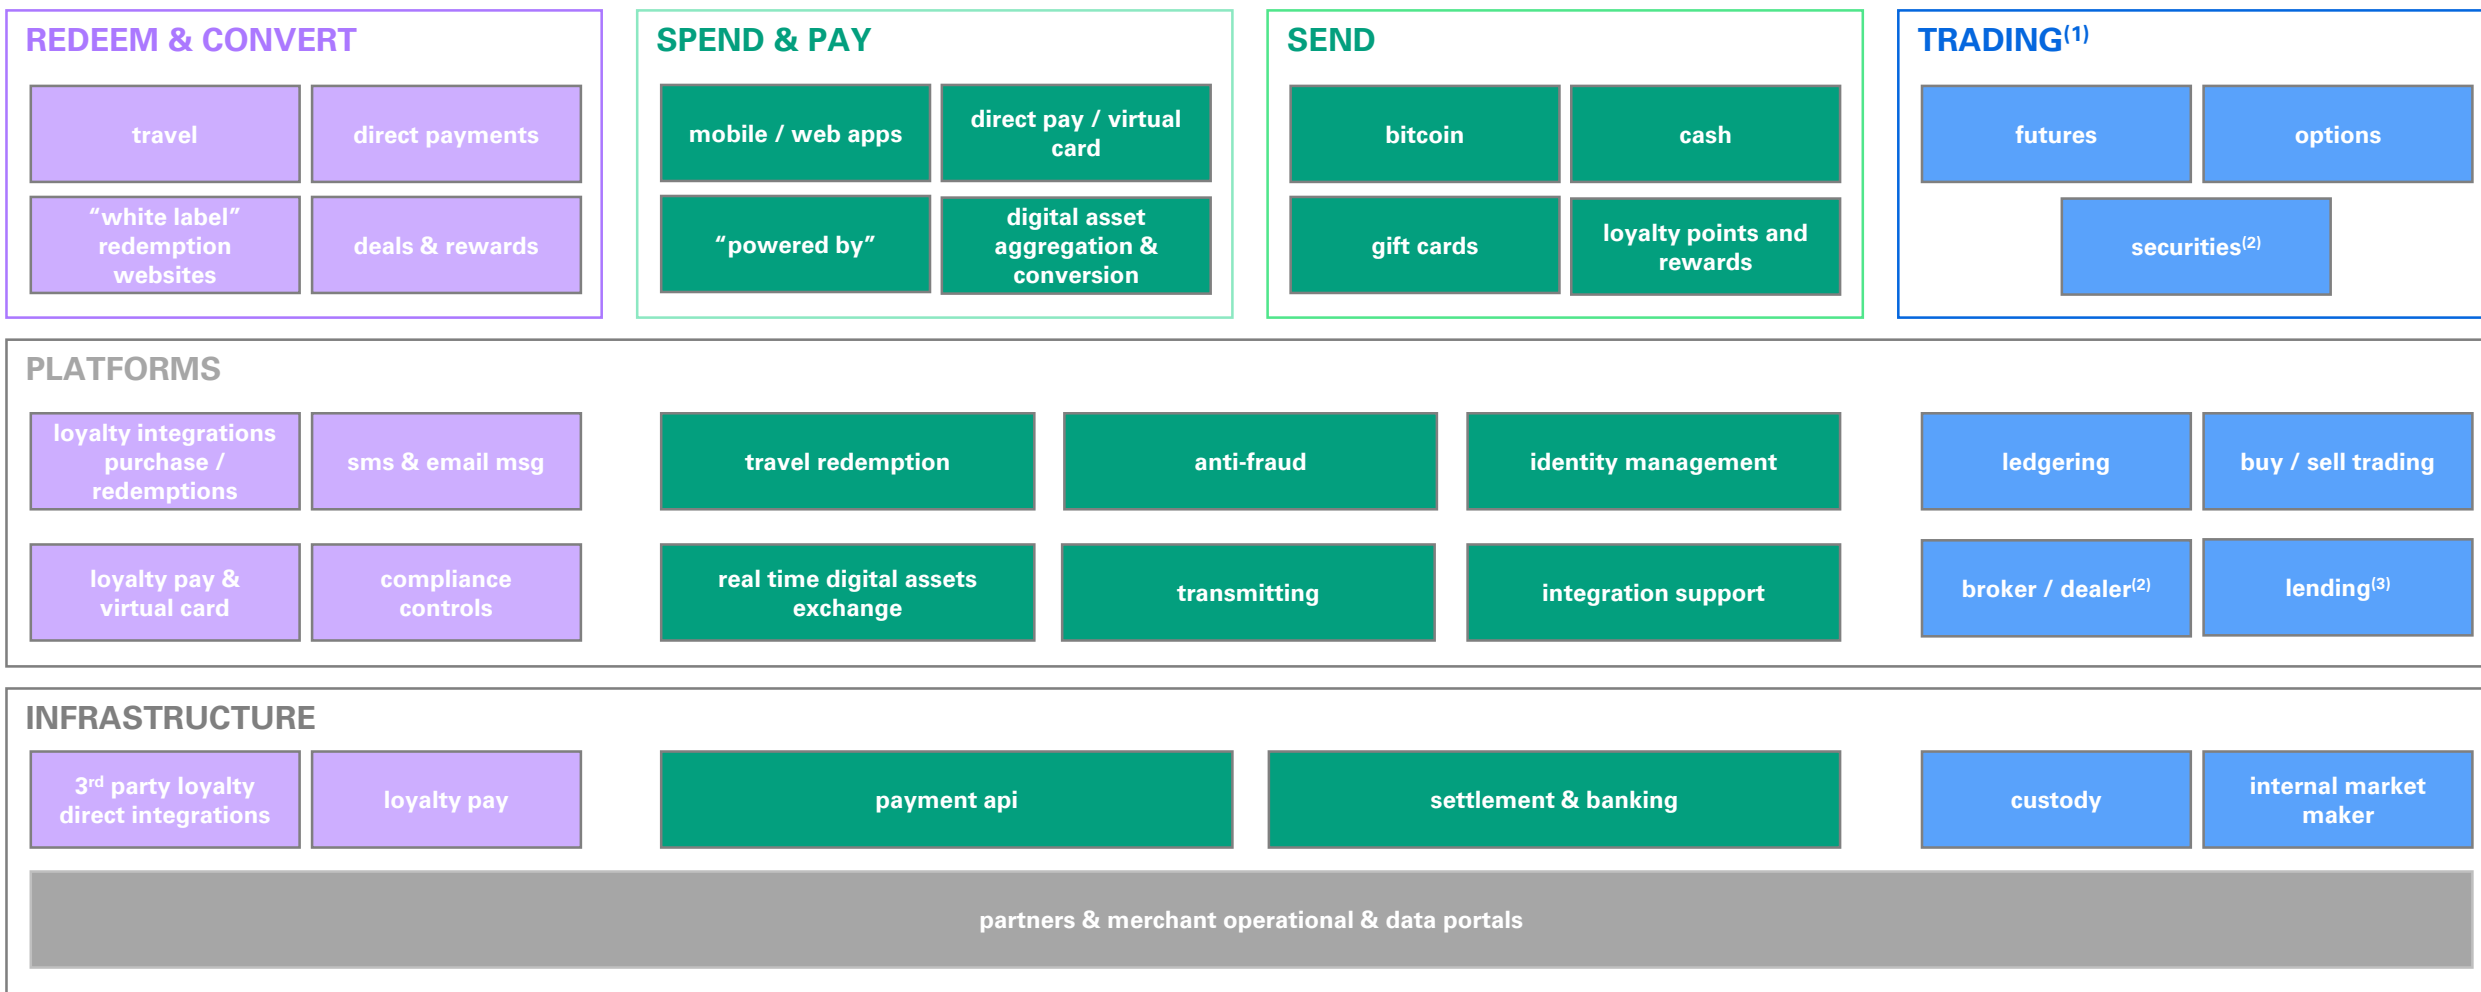 REDEEM & CONVERT
travel
direct payments
“white label”
redemption
websites
deals & rewards
SPEND & PAY
mobile / web apps
direct pay / virtual
card
“powered by”
digital asset
aggregation &
conversion
SEND
bitcoin
cash
gift cards
loyalty points and
rewards
TRADING(1)
futures
options
securities(2)
PLATFORMS
loyalty integrations
purchase /
redemptions
sms & email msg
travel redemption
anti-fraud
identity management
ledgering
buy / sell trading
loyalty pay &
virtual card
compliance
controls
real time digital assets
exchange
transmitting
integration support
broker / dealer(2)
lending(3)
INFRASTRUCTURE
3rd party loyalty
direct integrations
loyalty pay
payment api
settlement & banking
custody
internal market
maker
partners & merchant operational & data portals